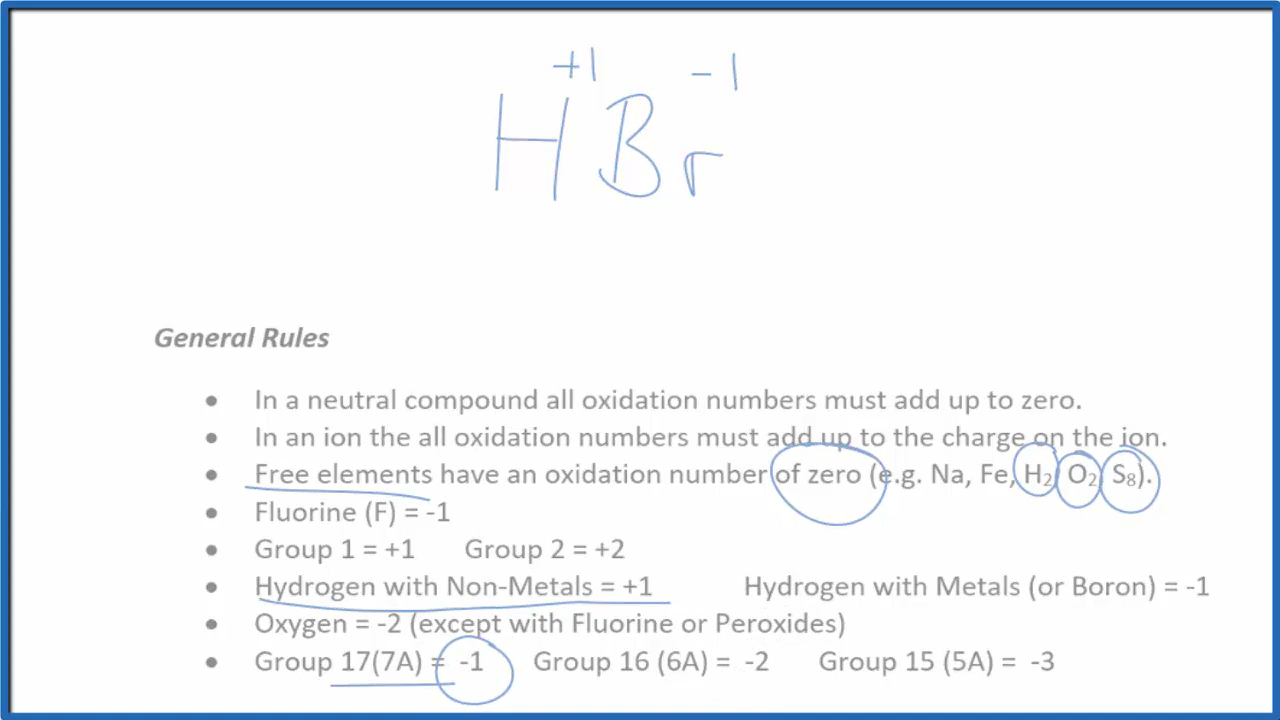 +1 -1
HBr
General Rules
• In a neutral compound all oxidation numbers must add up to zero.
• In an ion the all oxidation numbers must add up to the charge on the ion.
• Free elements have an oxidation number of zero (e.g. Na, Fe, H₂ O₂ S₈).
• Fluorine (F) = -1
• Group 1 = +1 Group 2 = +2
• Hydrogen with Non-Metals = +1 Hydrogen with Metals (or Boron) = -1
• Oxygen = -2 (except with Fluorine or Peroxides)
• Group 17(7A) = -1 Group 16 (6A) = -2 Group 15 (5A) = -3